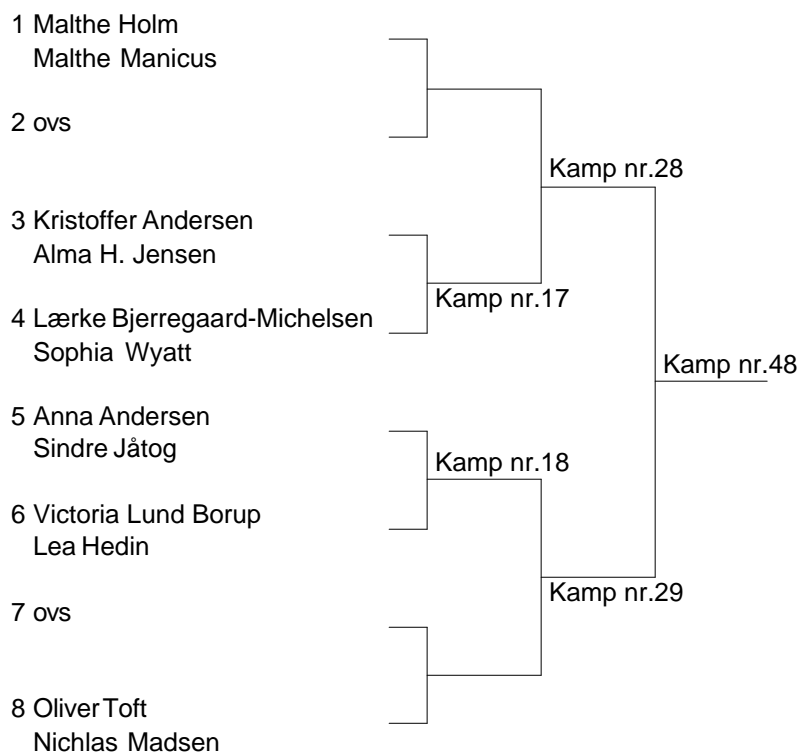 1 Malthe Holm
Malthe Manicus
2 ovs
Kamp nr.28
3 Kristoffer Andersen
Alma H. Jensen
Kamp nr.17
4 Lærke Bjerregaard-Michelsen
Sophia Wyatt
Kamp nr.48
5 Anna Andersen
Sindre Jåtog
Kamp nr.18
6 Victoria Lund Borup
Lea Hedin
Kamp nr.29
7 ovs
8 Oliver Toft
Nichlas Madsen